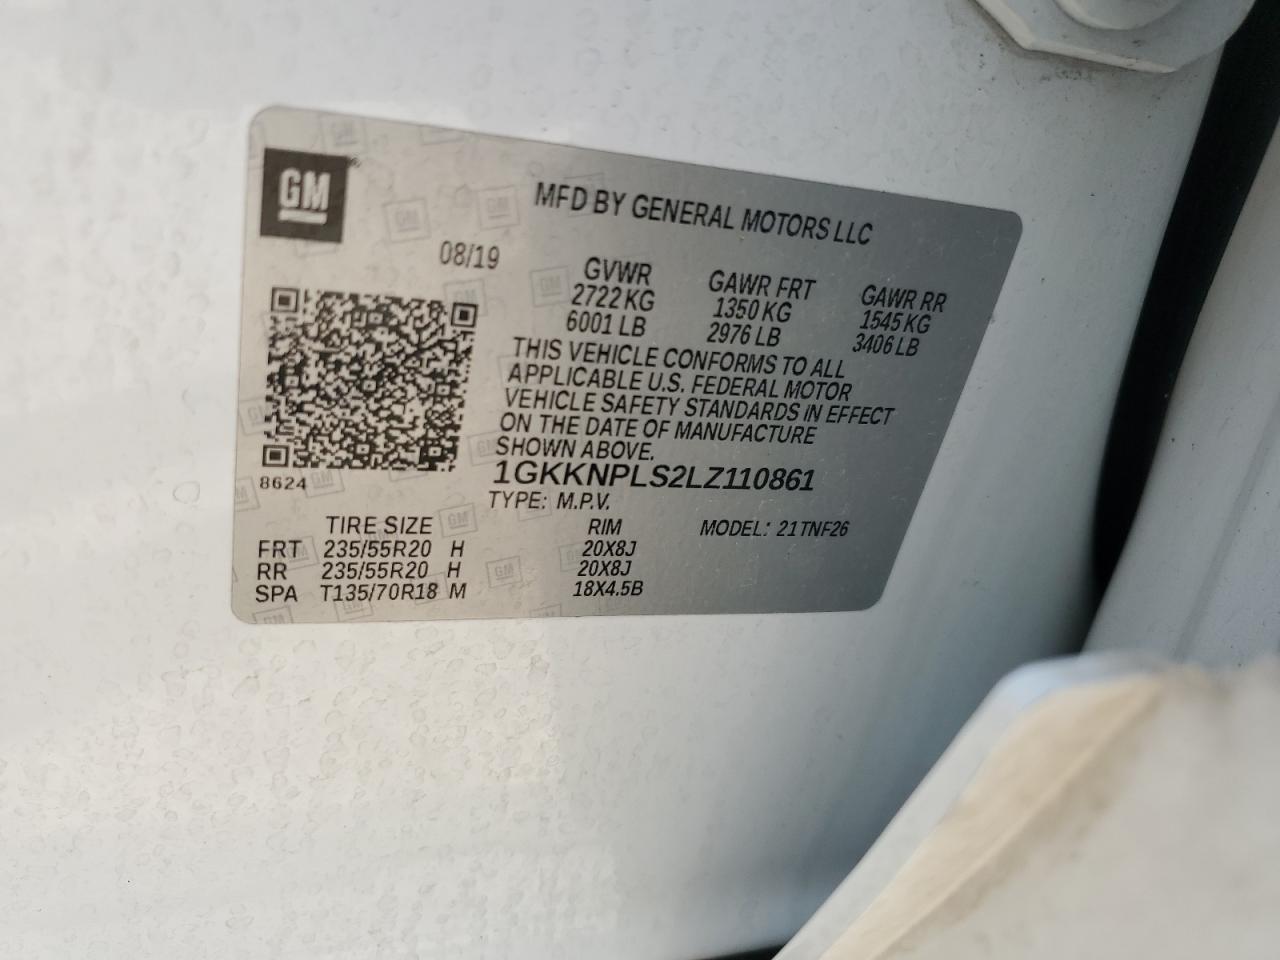 GM
MFD BY GENERAL MOTORS LLC
08/19
GVWR GAWR FRT GAWR RR
2722 KG 1350 KG 1545 KG
6001 LB 2976 LB 3406 LB
THIS VEHICLE CONFORMS TO ALL
APPLICABLE U.S. FEDERAL MOTOR
VEHICLE SAFETY STANDARDS IN EFFECT
ON THE DATE OF MANUFACTURE
SHOWN ABOVE.
8624
1GKKNPLS2LZ110861
TYPE: M.P.V.
TIRE SIZE RIM MODEL: 21TNF26
FRT 235/55R20 H 20X8J
RR 235/55R20 H 20X8J
SPA T135/70R18 M 18X4.5B